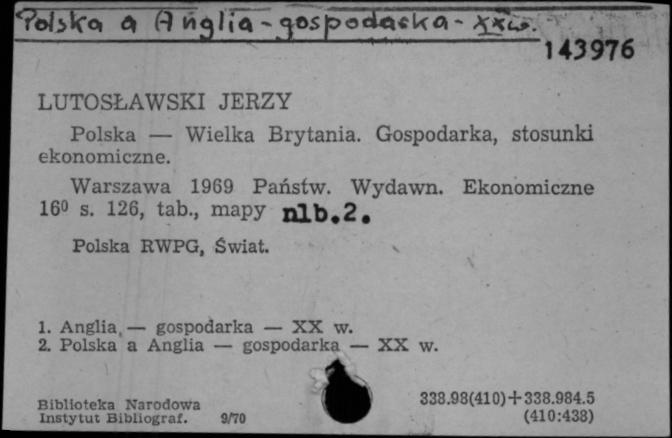 Polska a Anglia - gospodarka - XX w.
143976
LUTOSŁAWSKI JERZY
Polska — Wielka Brytania. Gospodarka, stosunki
ekonomiczne.
Warszawa 1969 Państw. Wydawn. Ekonomiczne
16⁰ s. 126, tab., mapy nlb.2.
Polska RWPG, Świat.
1. Anglia — gospodarka — XX w.
2. Polska a Anglia — gospodarka — XX w.
Biblioteka Narodowa
Instytut Bibliograf. 9/70
338.98(410)+338.984.5
(410:438)